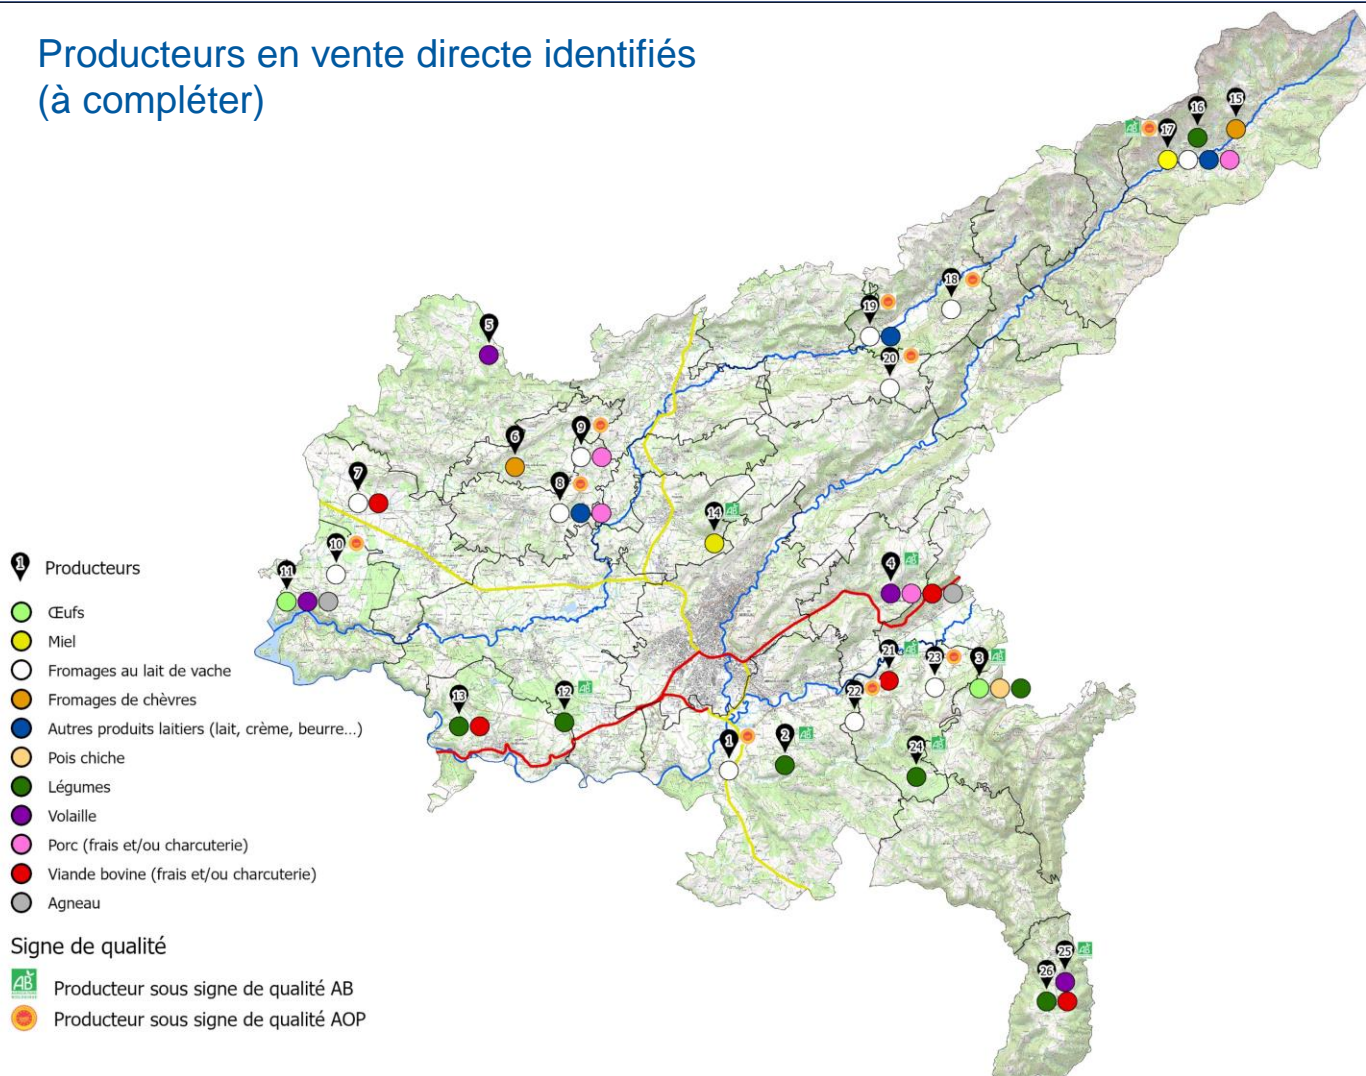 Producteurs en vente directe identifiés
(à compléter)
15
16
17
18
19
20
5
6
9
7
8
14
10
11
4
21
23
3
22
13
12
1
2
24
25
26
1 Producteurs
Œufs
Miel
Fromages au lait de vache
Fromages de chèvres
Autres produits laitiers (lait, crème, beurre...)
Pois chiche
Légumes
Volaille
Porc (frais et/ou charcuterie)
Viande bovine (frais et/ou charcuterie)
Agneau
Signe de qualité
AB Producteur sous signe de qualité AB
Producteur sous signe de qualité AOP